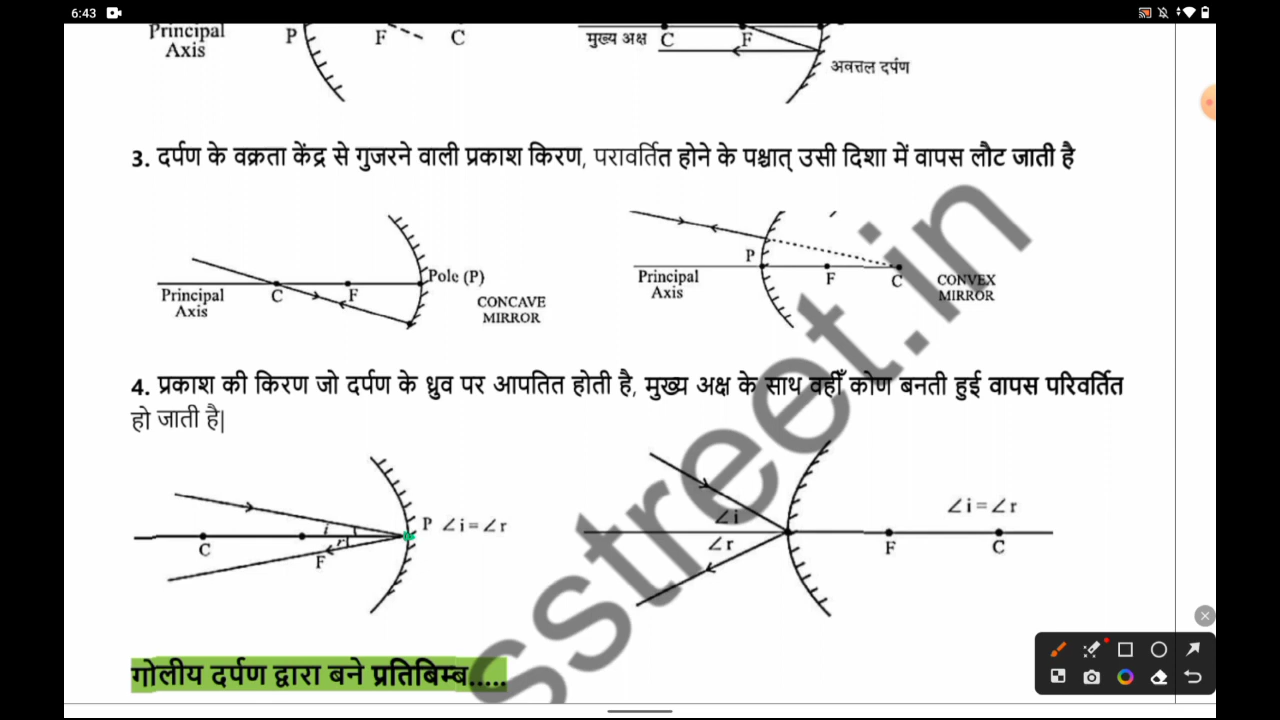 6:43
Principal
Axis
P F C
मुख्य अक्ष C F
अवत्तल दर्पण
3. दर्पण के वक्रता केंद्र से गुजरने वाली प्रकाश किरण, परावर्तित होने के पश्चात् उसी दिशा में वापस लौट जाती है
Principal
Axis
C F
Pole (P)
CONCAVE
MIRROR
P
Principal
Axis
F C
CONVEX
MIRROR
4. प्रकाश की किरण जो दर्पण के ध्रुव पर आपतित होती है, मुख्य अक्ष के साथ वहीँ कोण बनती हुई वापस परिवर्तित
हो जाती है|
C F i r
P ∠i=∠r
∠i
∠r
F C
∠i=∠r
गोलीय दर्पण द्वारा बने प्रतिबिम्ब.....
sstreet.in